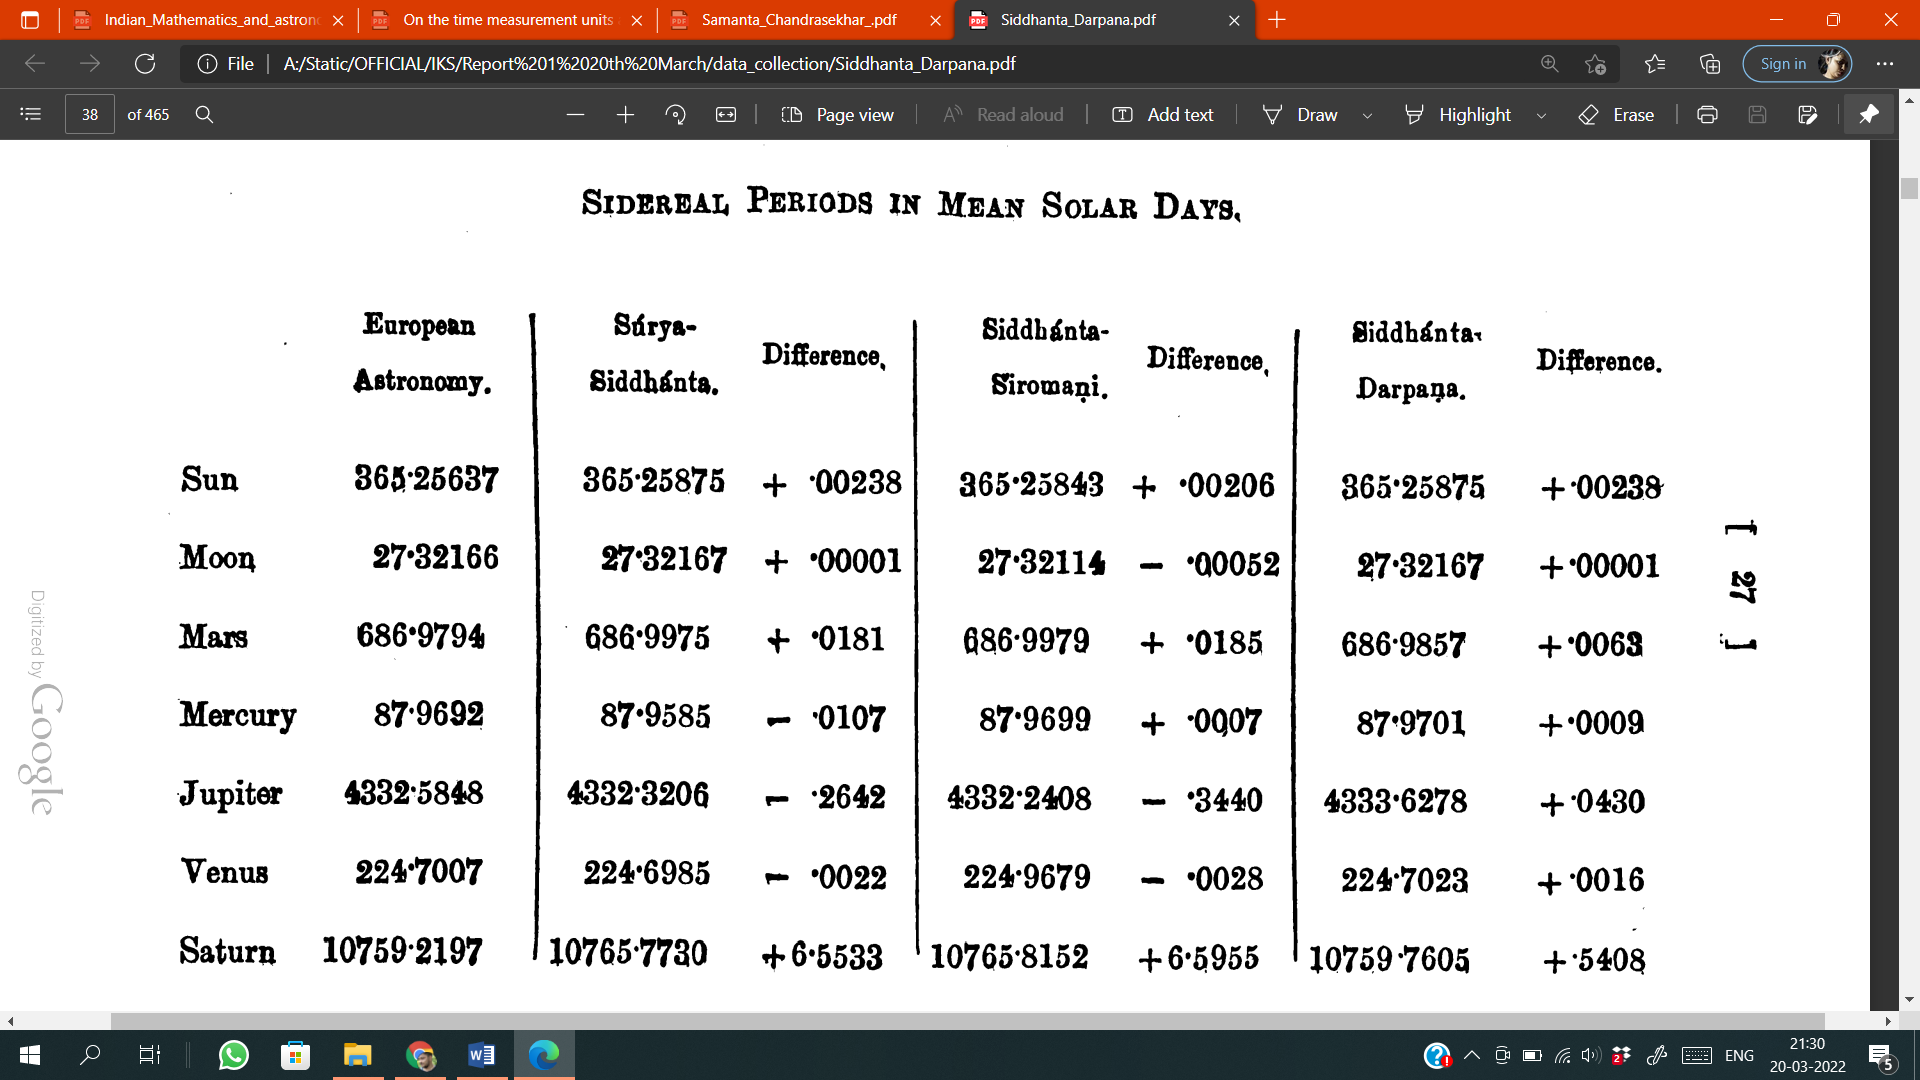 Indian_Mathematics_and_astron
On the time measurement units
Samanta_Chandrasekhar_.pdf
Siddhanta_Darpana.pdf
File A:/Static/OFFICIAL/IKS/Report%201%2020th%20March/data_collection/Siddhanta_Darpana.pdf Sign in
38 of 465 Page view Read aloud Add text Draw Highlight Erase
SIDEREAL PERIODS IN MEAN SOLAR DAYS.
European Astronomy. Súrya-Siddhánta. Difference. Siddhánta-Siromaṇi. Difference. Siddhánta-Darpaṇa. Difference.
Sun 365·25637 365·25875 + ·00238 365·25843 + ·00206 365·25875 +·00238
Moon 27·32166 27·32167 + ·00001 27·32114 - ·00052 27·32167 +·00001
Mars 686·9794 686·9975 + ·0181 686·9979 + ·0185 686·9857 +·0063
Mercury 87·9692 87·9585 - ·0107 87·9699 + ·0007 87·9701 +·0009
Jupiter 4332·5848 4332·3206 - ·2642 4332·2408 - ·3440 4333·6278 +·0430
Venus 224·7007 224·6985 - ·0022 224·9679 - ·0028 224·7023 +·0016
Saturn 10759·2197 10765·7730 +6·5533 10765·8152 +6·5955 10759·7605 +·5408
[ 27 ]
Digitized by Google
ENG
21:30
20-03-2022
5
2